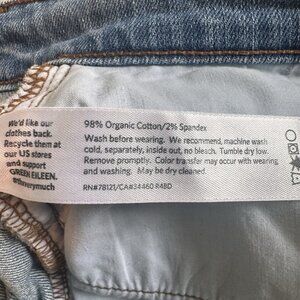 We'd like our
clothes back.
Recycle them at
our US stores
and support
GREEN EILEEN.
98% Organic Cotton/2% Spandex
Wash before wearing. We recommend, machine wash
cold, separately, inside out, no bleach. Tumble dry low.
Remove promptly. Color transfer may occur with wearing
and washing. May be dry cleaned.
RN#78121/CA#34460 R4BD